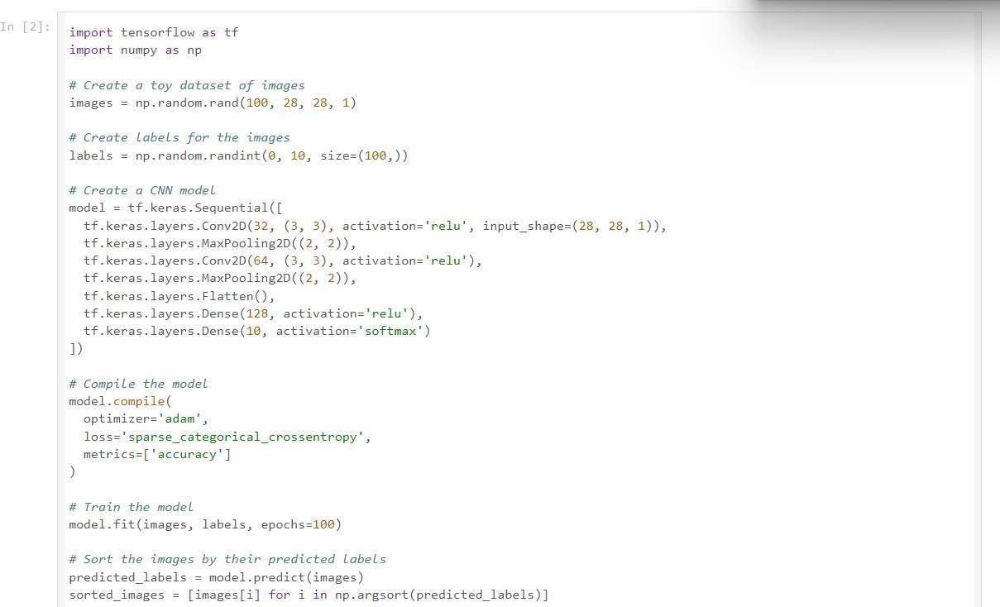 In [2]:
import tensorflow as tf
import numpy as np
# Create a toy dataset of images
images = np.random.rand(100, 28, 28, 1)
# Create labels for the images
labels = np.random.randint(0, 10, size=(100,))
# Create a CNN model
model = tf.keras.Sequential([
  tf.keras.layers.Conv2D(32, (3, 3), activation='relu', input_shape=(28, 28, 1)),
  tf.keras.layers.MaxPooling2D((2, 2)),
  tf.keras.layers.Conv2D(64, (3, 3), activation='relu'),
  tf.keras.layers.MaxPooling2D((2, 2)),
  tf.keras.layers.Flatten(),
  tf.keras.layers.Dense(128, activation='relu'),
  tf.keras.layers.Dense(10, activation='softmax')
])
# Compile the model
model.compile(
  optimizer='adam',
  loss='sparse_categorical_crossentropy',
  metrics=['accuracy']
)
# Train the model
model.fit(images, labels, epochs=100)
# Sort the images by their predicted labels
predicted_labels = model.predict(images)
sorted_images = [images[i] for i in np.argsort(predicted_labels)]